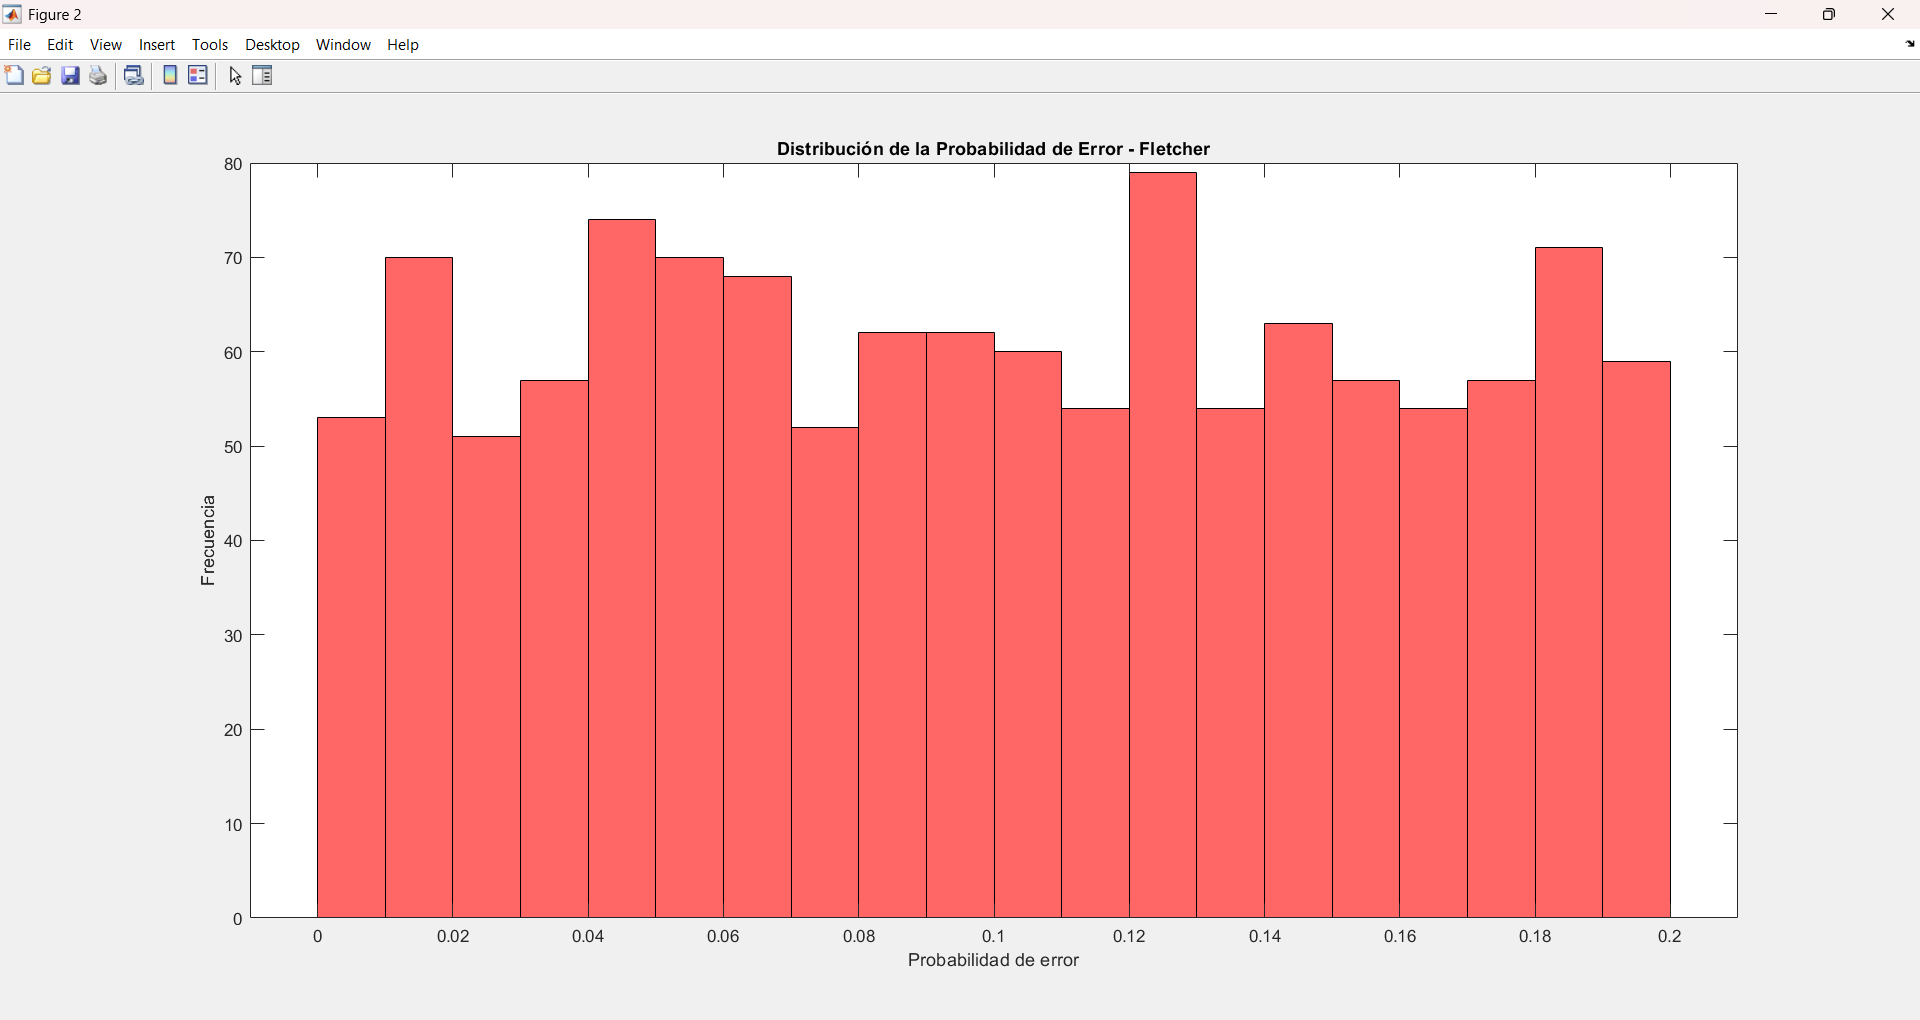 Figure 2
File Edit View Insert Tools Desktop Window Help
Distribución de la Probabilidad de Error - Fletcher
80
70
60
50
40
30
20
10
0
Frecuencia
0 0.02 0.04 0.06 0.08 0.1 0.12 0.14 0.16 0.18 0.2
Probabilidad de error